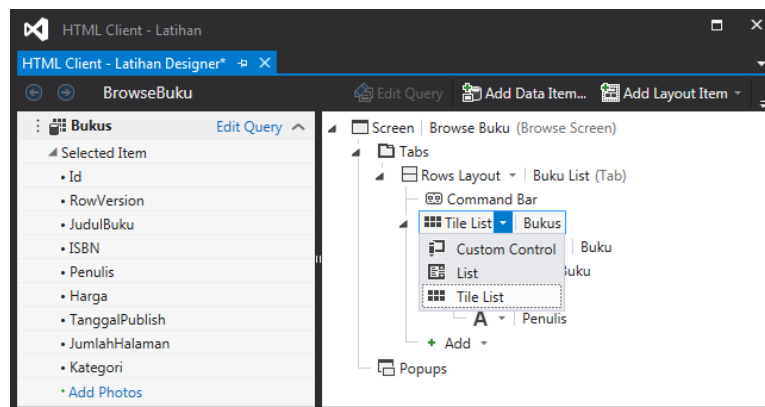 HTML Client - Latihan
HTML Client - Latihan Designer*
BrowseBuku
Edit Query
Add Data Item...
Add Layout Item
Bukus
Edit Query
Selected Item
Id
RowVersion
JudulBuku
ISBN
Penulis
Harga
TanggalPublish
JumlahHalaman
Kategori
Add Photos
Screen | Browse Buku (Browse Screen)
Tabs
Rows Layout | Buku List (Tab)
Command Bar
Tile List | Bukus
Custom Control
List
Tile List
Buku
A | Penulis
+ Add
Popups